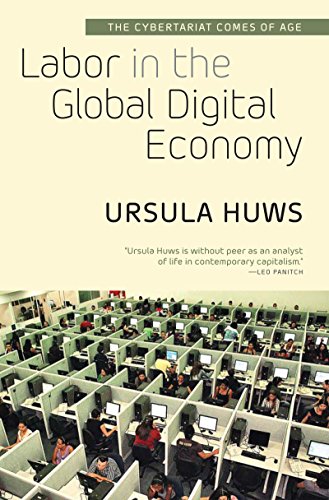 THE CYBERTARIAT COMES OF AGE
Labor in the
Global Digital
Economy
URSULA HUWS
"Ursula Huws is without peer as an analyst
of life in contemporary capitalism."
—LEO PANITCH